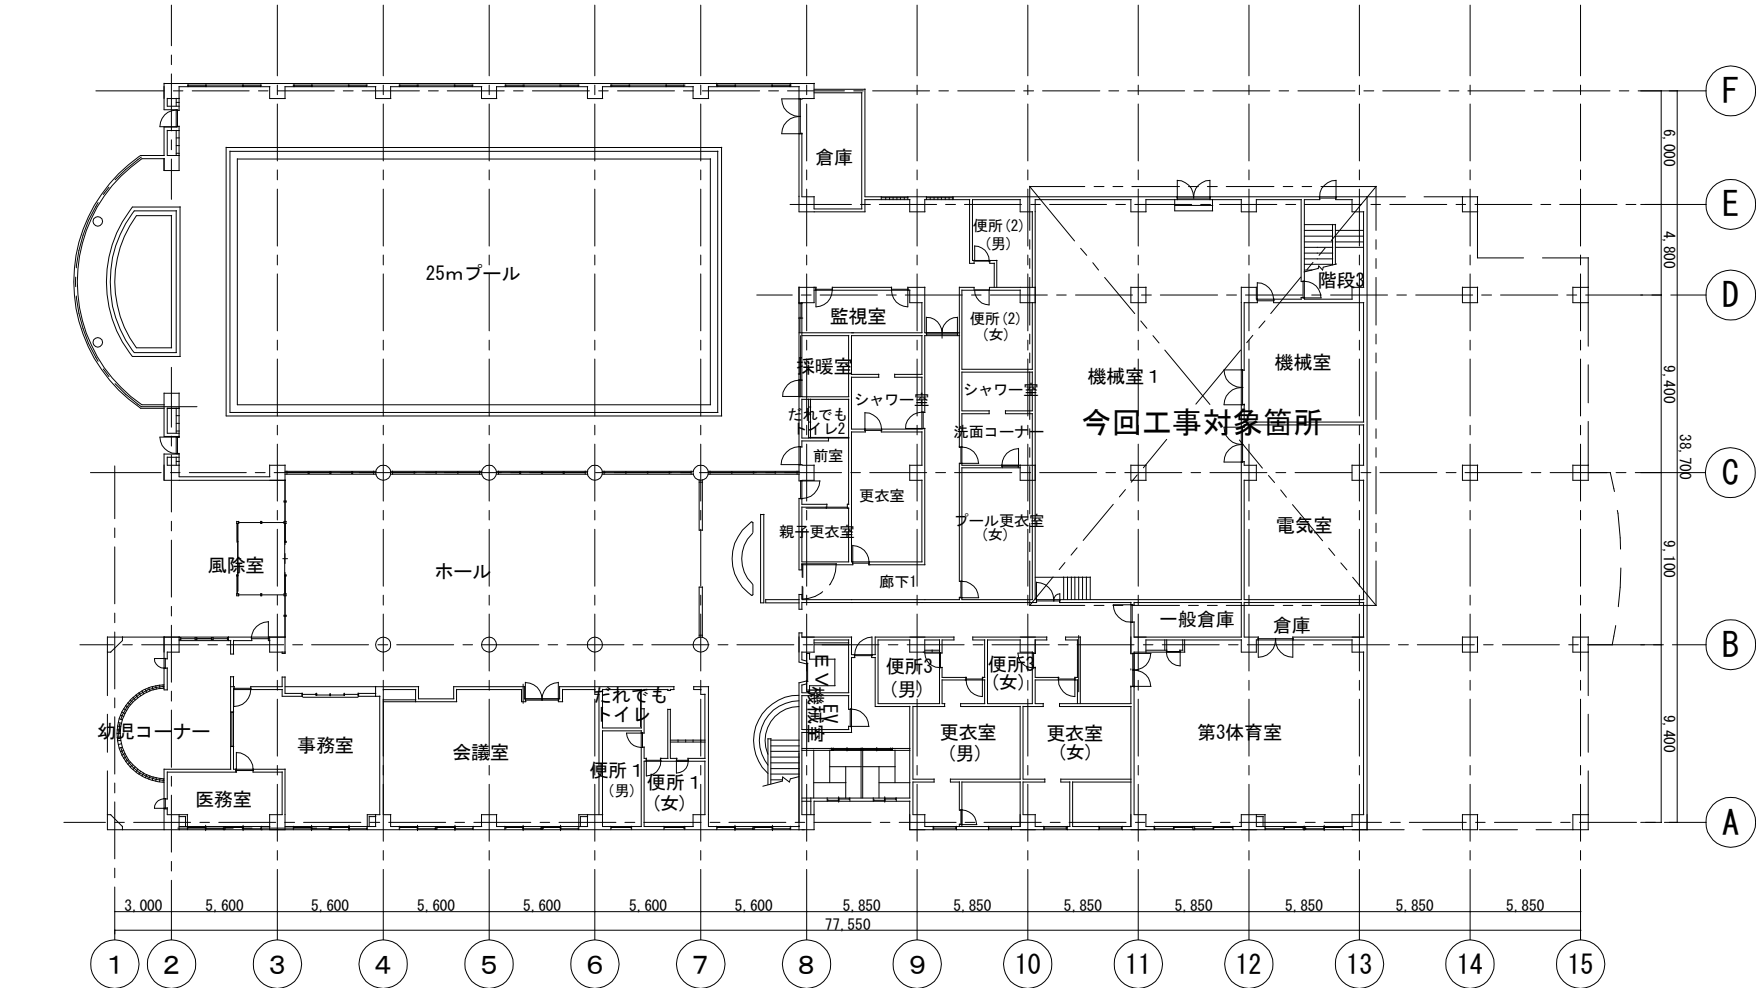 F
6,000
倉庫
E
便所(2)
(男)
4,800
25mプール
階段3
D
監視室
便所(2)
(女)
採暖室
機械室
機械室１
シャワー室
シャワー室
9,400
だれでも
トイレ2
洗面コーナー
今回工事対象箇所
38,700
前室
C
更衣室
親子更衣室
プール更衣室
(女)
電気室
風除室
ホール
廊下1
9,100
一般倉庫
倉庫
B
EV機械室
便所3
(男)
便所3
(女)
だれでも
トイレ
EV
幼児コーナー
事務室
会議室
更衣室
(男)
更衣室
(女)
第3体育室
9,400
便所１
(男)
便所１
(女)
医務室
A
3,000 5,600 5,600 5,600 5,600 5,600 5,600 5,850 5,850 5,850 5,850 5,850 5,850 5,850
77,550
1 2 3 4 5 6 7 8 9 10 11 12 13 14 15